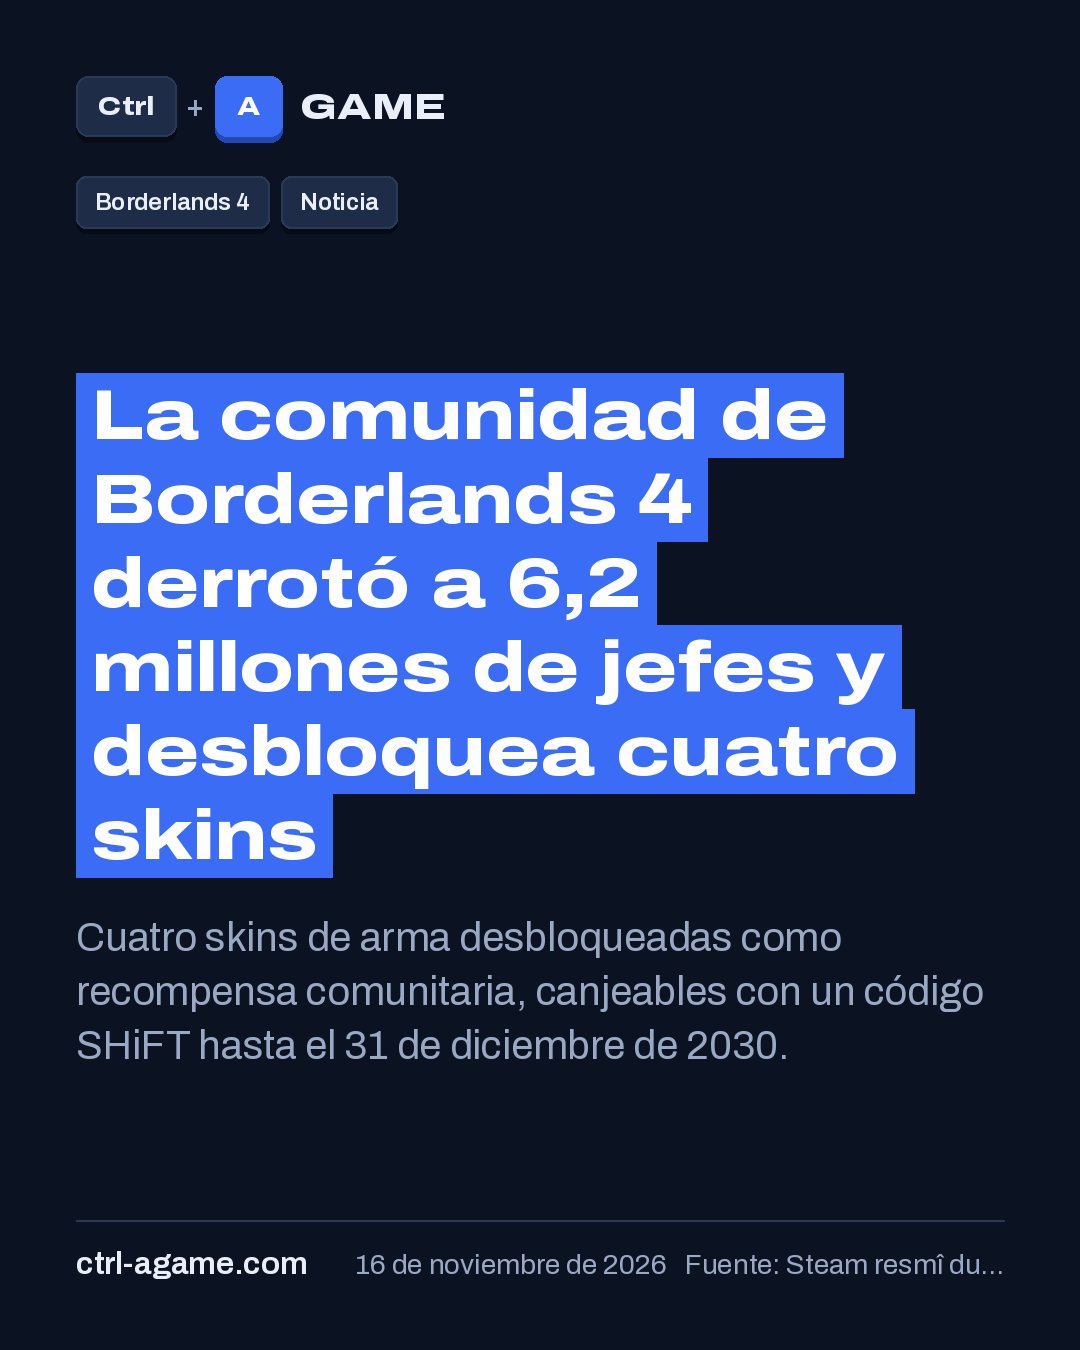 Ctrl + A GAME
Borderlands 4 Noticia
La comunidad de
Borderlands 4
derrotó a 6,2
millones de jefes y
desbloquea cuatro
skins
Cuatro skins de arma desbloqueadas como
recompensa comunitaria, canjeables con un código
SHiFT hasta el 31 de diciembre de 2030.
ctrl-agame.com 16 de noviembre de 2026 Fuente: Steam resmî du...